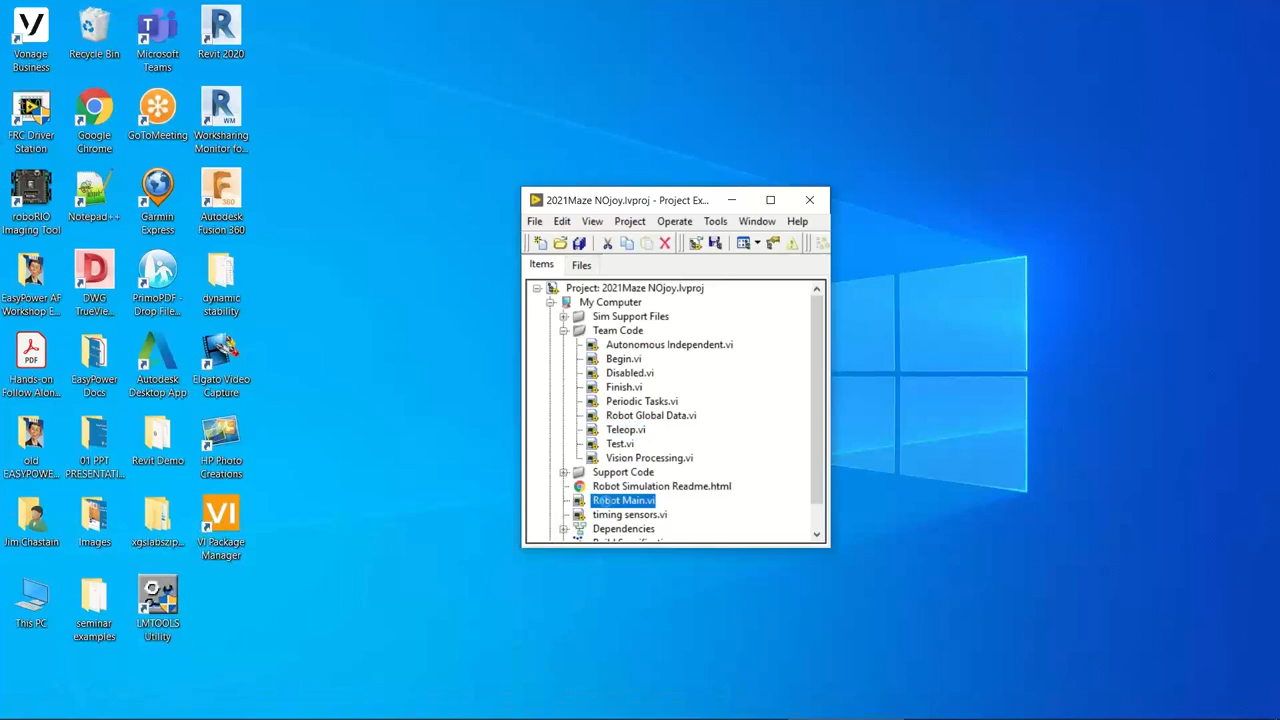 Vonage
Business
Recycle Bin
Microsoft
Teams
Revit 2020
FRC Driver
Station
Google
Chrome
GoToMeeting
Worksharing
Monitor fo...
roboRIO
Imaging Tool
Notepad++
Garmin
Express
Autodesk
Fusion 360
EasyPower AF
Workshop E...
DWG
TrueVie...
PrimoPDF -
Drop File...
dynamic
stability
Hands-on
Follow Alon...
EasyPower
Docs
Autodesk
Desktop App
Elgato Video
Capture
old
EASYPOWE...
01 PPT
PRESENTATI...
Revit Demo
HP Photo
Creations
Jim Chastain
Images
xgslabszip...
VI Package
Manager
This PC
seminar
examples
LMTOOLS
Utility
2021Maze NOjoy.lvproj - Project Ex...
File Edit View Project Operate Tools Window Help
Items Files
Project: 2021Maze NOjoy.lvproj
My Computer
Sim Support Files
Team Code
Autonomous Independent.vi
Begin.vi
Disabled.vi
Finish.vi
Periodic Tasks.vi
Robot Global Data.vi
Teleop.vi
Test.vi
Vision Processing.vi
Support Code
Robot Simulation Readme.html
Robot Main.vi
timing sensors.vi
Dependencies